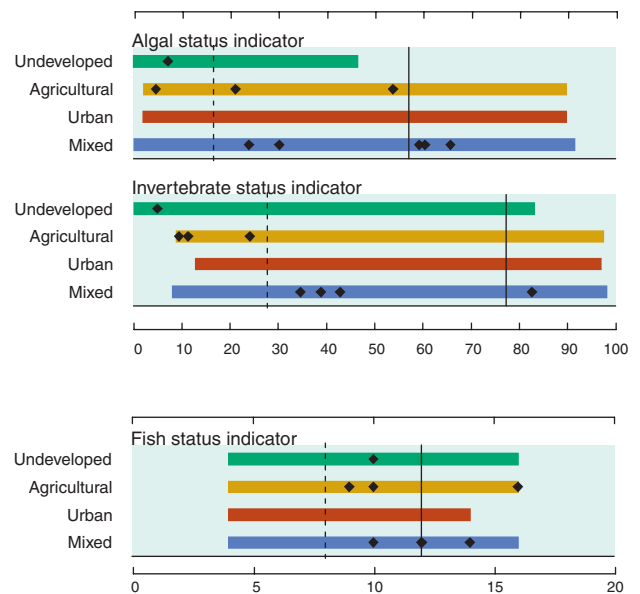 Algal status indicator
Undeveloped
Agricultural
Urban
Mixed
Invertebrate status indicator
Undeveloped
Agricultural
Urban
Mixed
0 10 20 30 40 50 60 70 80 90 100
Fish status indicator
Undeveloped
Agricultural
Urban
Mixed
0 5 10 15 20